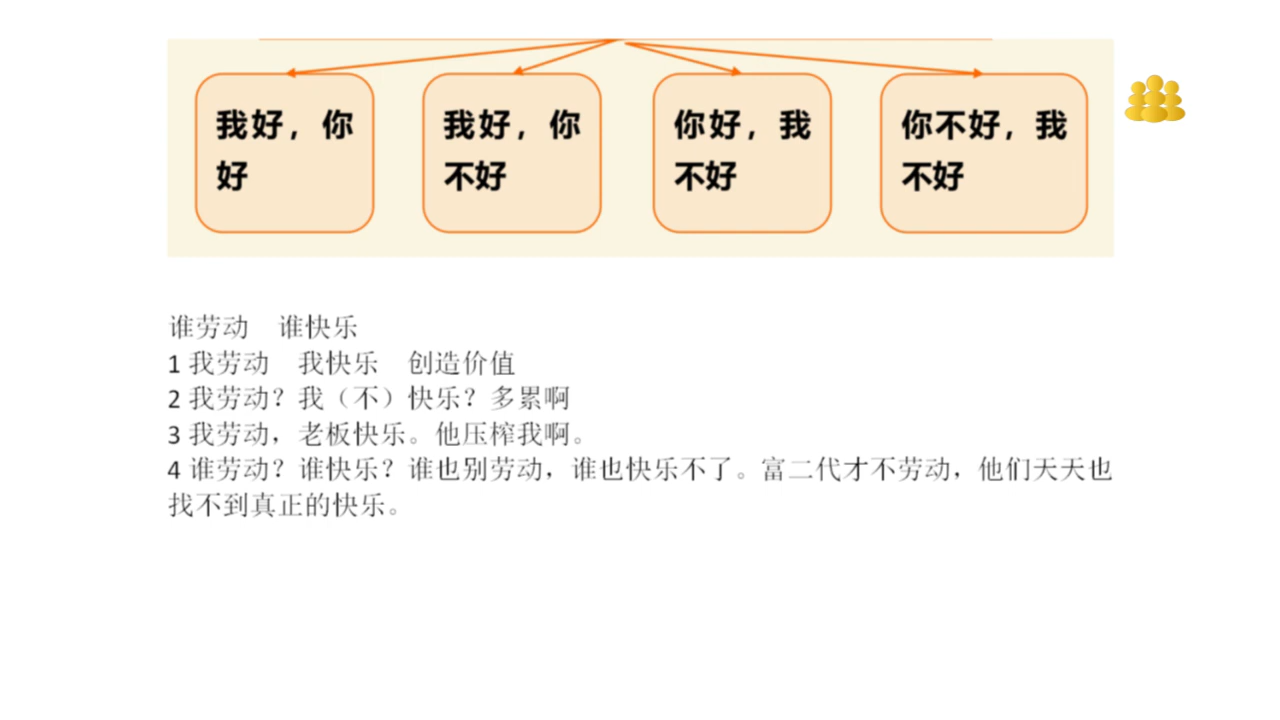 我好，你
好
我好，你
不好
你好，我
不好
你不好，我
不好
谁劳动　谁快乐
1 我劳动　我快乐　创造价值
2 我劳动？我（不）快乐？多累啊
3 我劳动，老板快乐。他压榨我啊。
4 谁劳动？谁快乐？谁也别劳动，谁也快乐不了。富二代才不劳动，他们天天也
找不到真正的快乐。